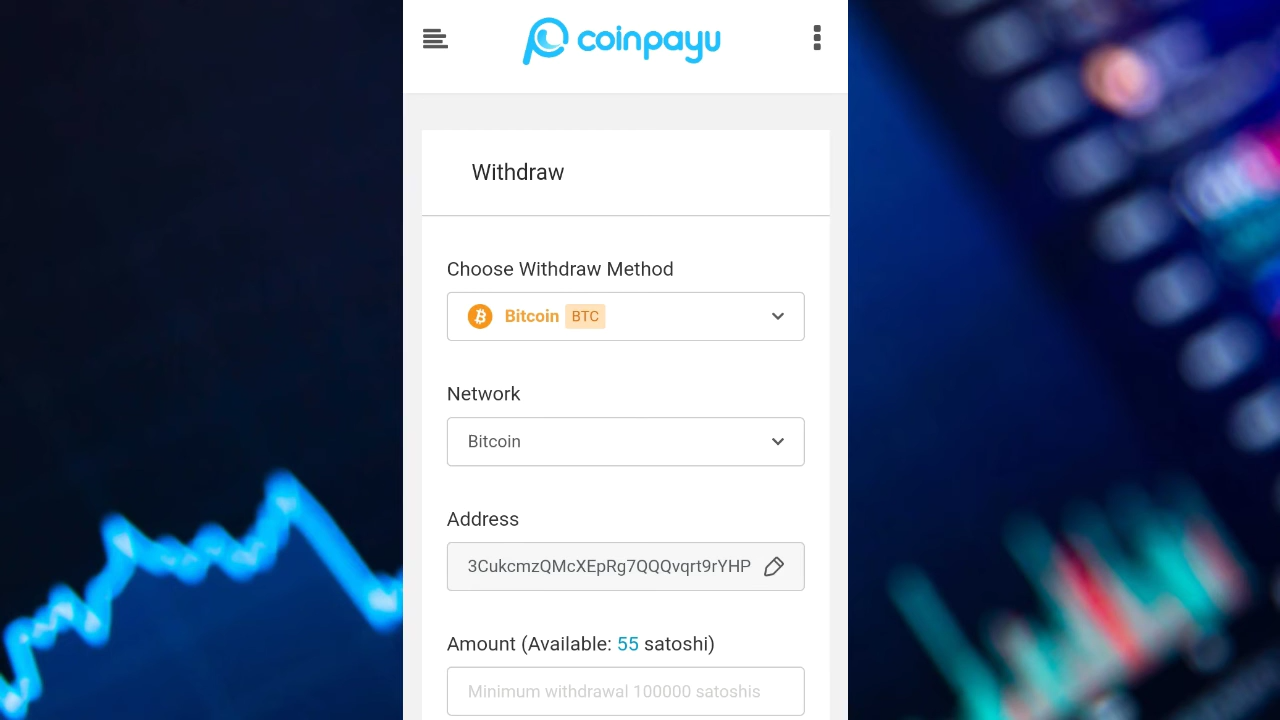 coinpayu
Withdraw
Choose Withdraw Method
Bitcoin BTC
Network
Bitcoin
Address
3CukcmzQMcXEpRg7QQQvqrt9rYHP
Amount (Available: 55 satoshi)
Minimum withdrawal 100000 satoshis